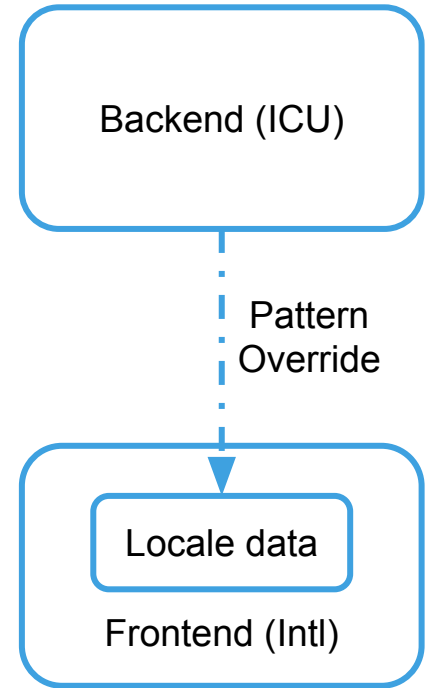 Backend (ICU)
Pattern
Override
Locale data
Frontend (Intl)